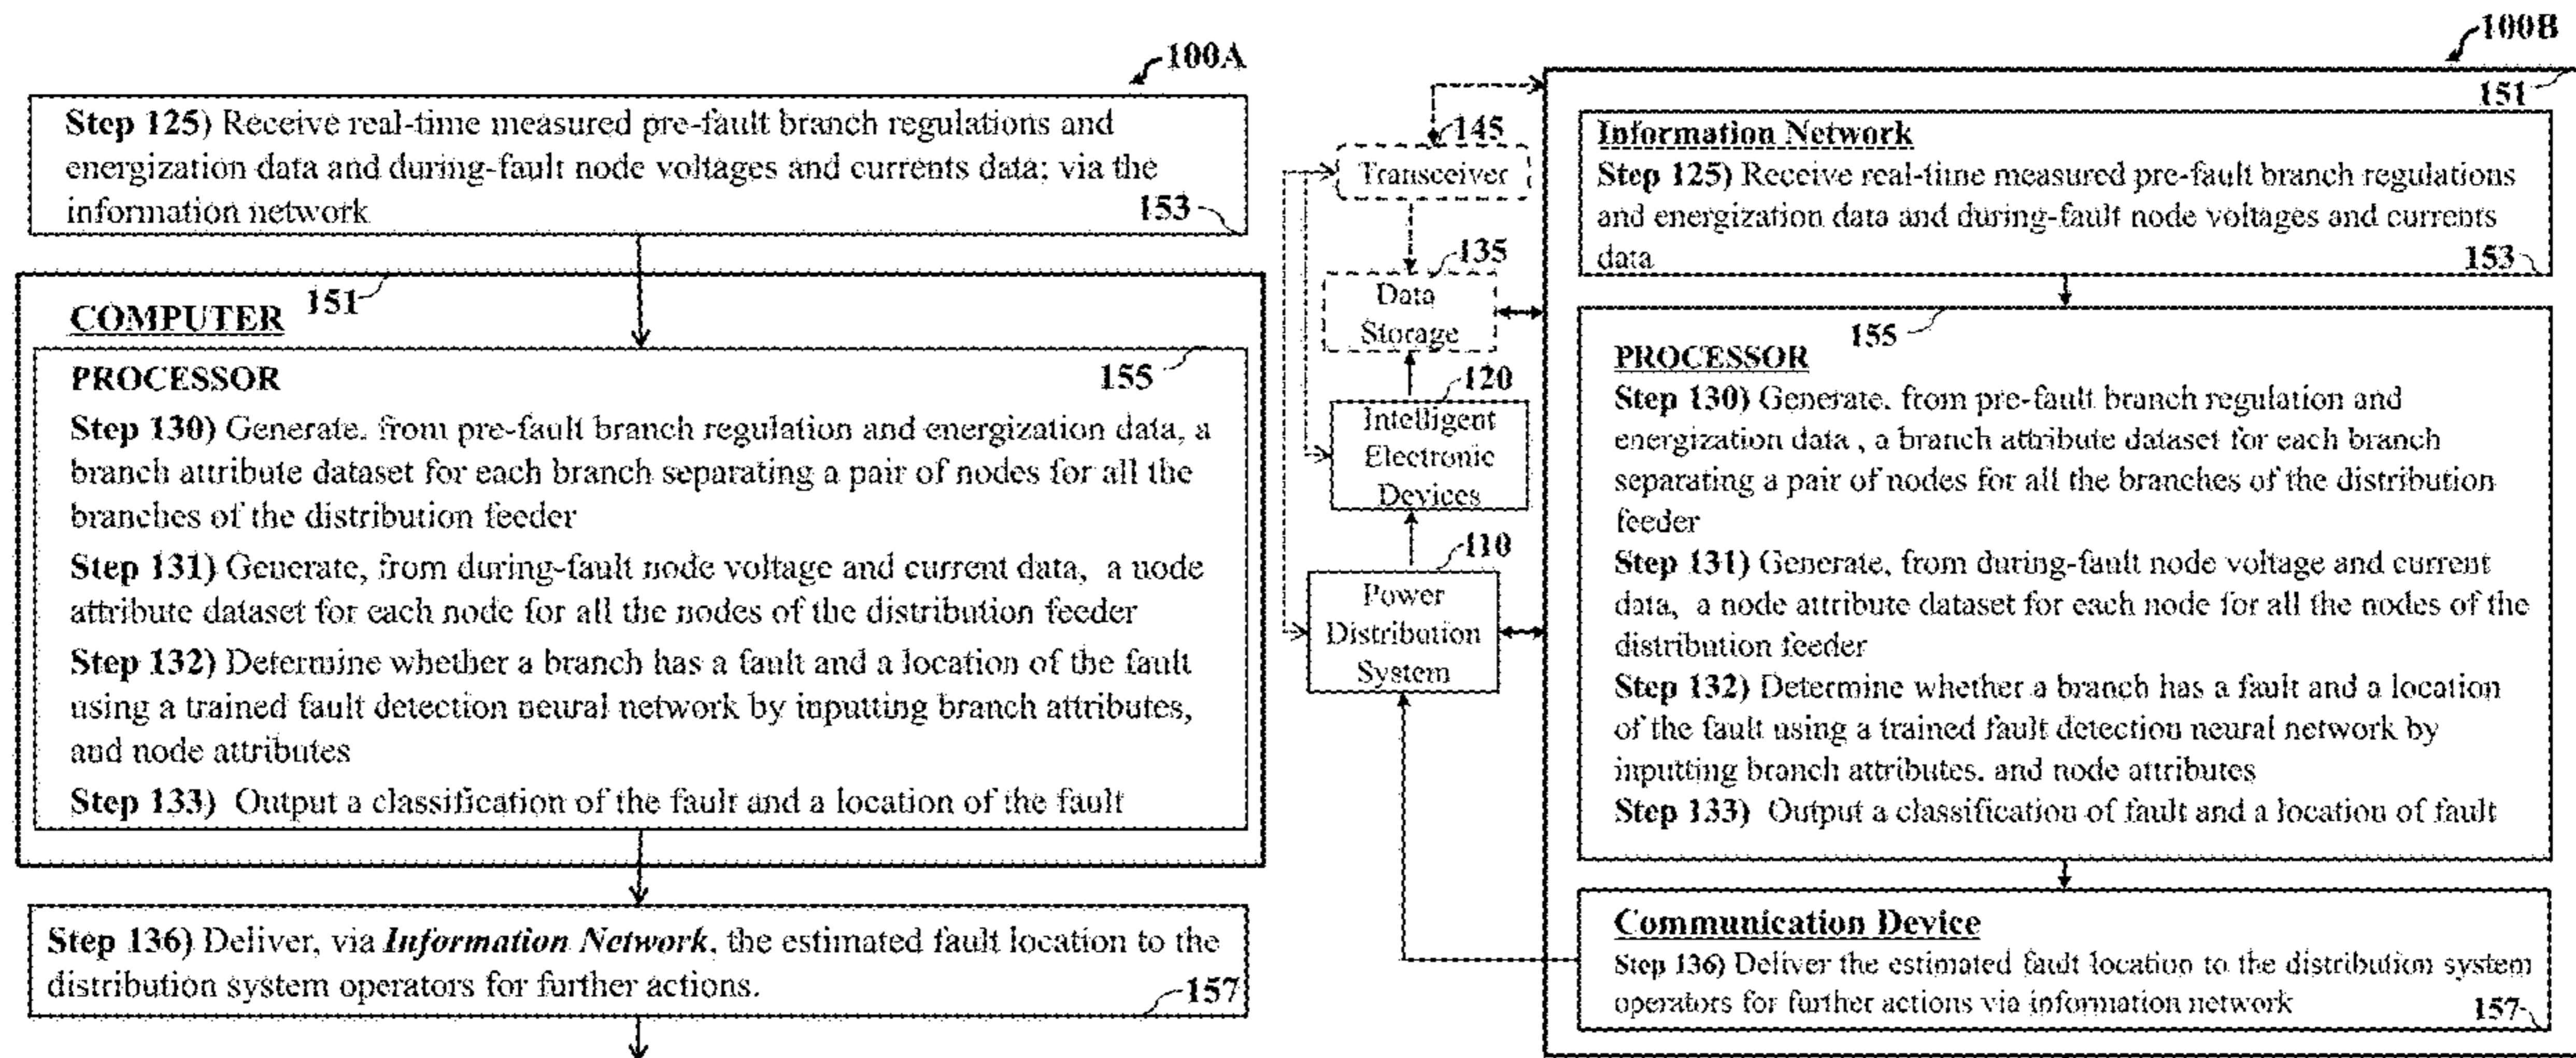 100A
Step 125) Receive real-time measured pre-fault branch regulations and
energization data and during-fault node voltages and currents data; via the
information network
153
151
COMPUTER
155
PROCESSOR
Step 130) Generate. from pre-fault branch regulation and energization data, a
branch attribute dataset for each branch separating a pair of nodes for all the
branches of the distribution feeder
Step 131) Generate, from during-fault node voltage and current data, a node
attribute dataset for each node for all the nodes of the distribution feeder
Step 132) Determine whether a branch has a fault and a location of the fault
using a trained fault detection neural network by inputting branch attributes,
and node attributes
Step 133) Output a classification of the fault and a location of the fault
Step 136) Deliver, via Information Network, the estimated fault location to the
distribution system operators for further actions.
157
145
Transceiver
135
Data
Storage
120
Intelligent
Electronic
Devices
110
Power
Distribution
System
100B
151
Information Network
Step 125) Receive real-time measured pre-fault branch regulations
and energization data and during-fault node voltages and currents
data
153
155
PROCESSOR
Step 130) Generate. from pre-fault branch regulation and
energization data , a branch attribute dataset for each branch
separating a pair of nodes for all the branches of the distribution
feeder
Step 131) Generate, from during-fault node voltage and current
data, a node attribute dataset for each node for all the nodes of the
distribution feeder
Step 132) Determine whether a branch has a fault and a location
of the fault using a trained fault detection neural network by
inputting branch attributes. and node attributes
Step 133) Output a classification of fault and a location of fault
Communication Device
Step 136) Deliver the estimated fault location to the distribution system
operators for further actions via information network
157